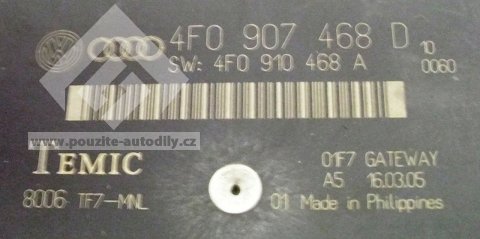 4F0 907 468 D 10
SW: 4F0 910 468 A 0060
www.pouzite-autodily.cz
TEMIC 01F7 GATEWAY
A5 16.03.05
8006 TF7-MNL 01 Made in Philippines